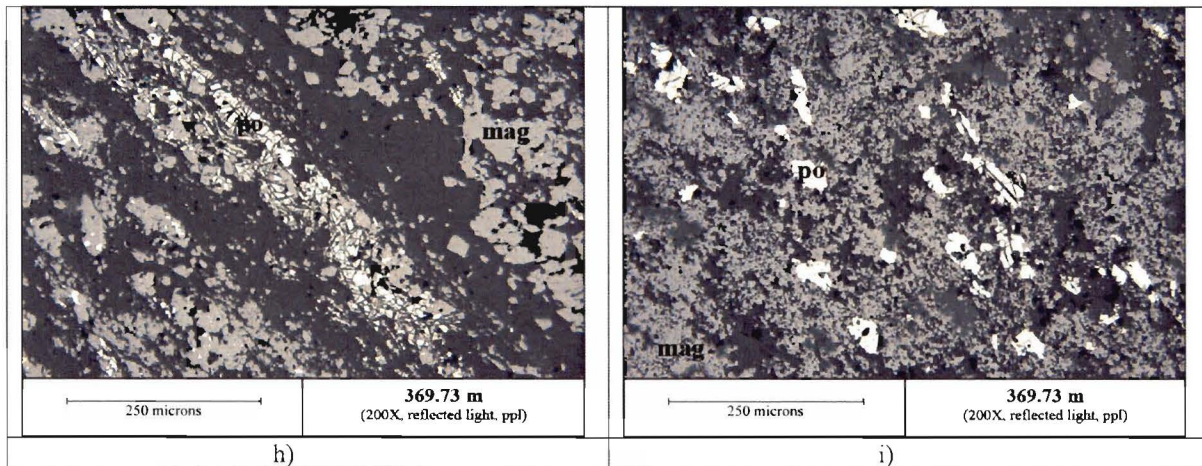 po
mag
250 microns
369.73 m
(200X, reflected light, ppl)
h)
po
mag
250 microns
369.73 m
(200X, reflected light, ppl)
i)